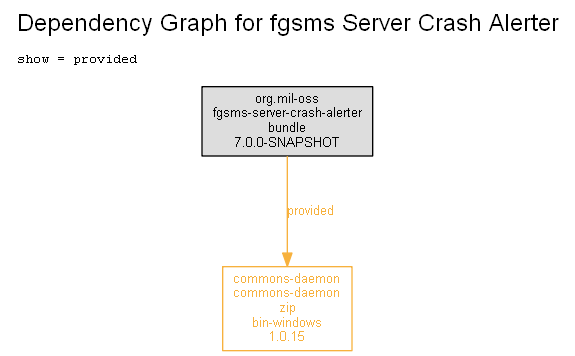 Dependency Graph for fgsms Server Crash Alerter
show = provided
org.mil-oss
fgsms-server-crash-alerter
bundle
7.0.0-SNAPSHOT
provided
commons-daemon
commons-daemon
zip
bin-windows
1.0.15